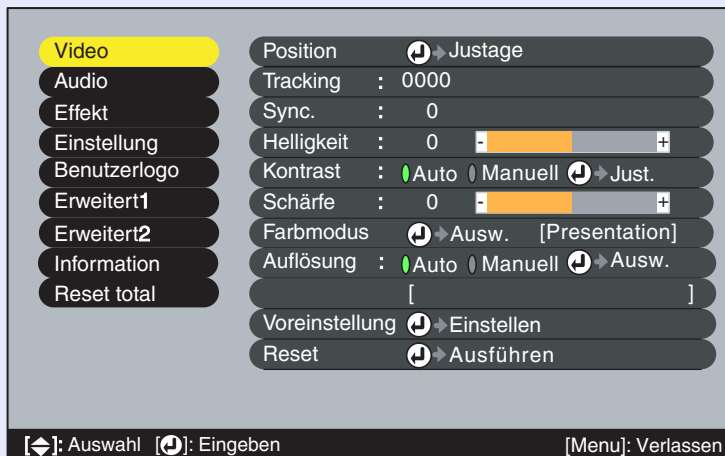 Video
Audio
Effekt
Einstellung
Benutzerlogo
Erweitert1
Erweitert2
Information
Reset total
Position Justage
Tracking : 0000
Sync. : 0
Helligkeit : 0 - +
Kontrast : Auto Manuell Just.
Schärfe : 0 - +
Farbmodus Ausw. [Presentation]
Auflösung : Auto Manuell Ausw.
[ ]
Voreinstellung Einstellen
Reset Ausführen
[ ]: Auswahl [ ]: Eingeben [Menu]: Verlassen